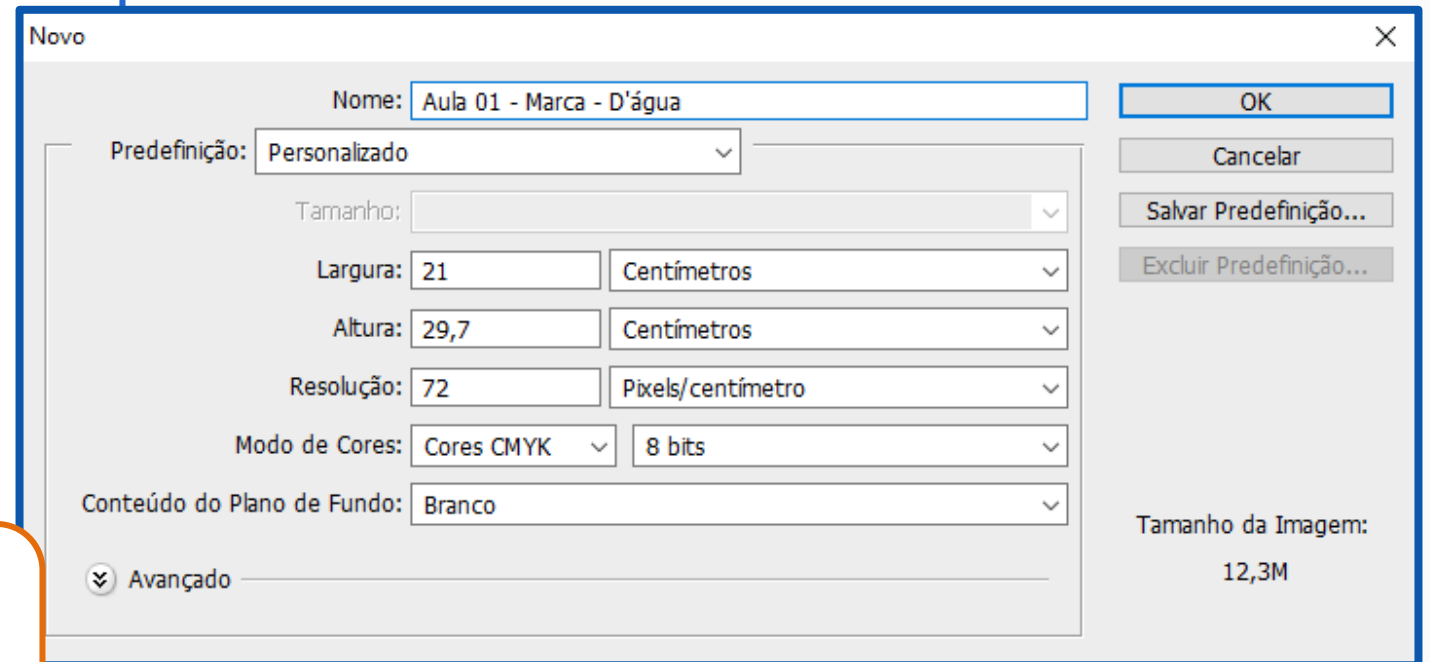 Novo
Nome: Aula 01 - Marca - D'água
OK
Predefinição: Personalizado
Cancelar
Tamanho:
Salvar Predefinição...
Largura: 21 Centímetros
Excluir Predefinição...
Altura: 29,7 Centímetros
Resolução: 72 Pixels/centímetro
Modo de Cores: Cores CMYK 8 bits
Conteúdo do Plano de Fundo: Branco
Tamanho da Imagem:
12,3M
Avançado